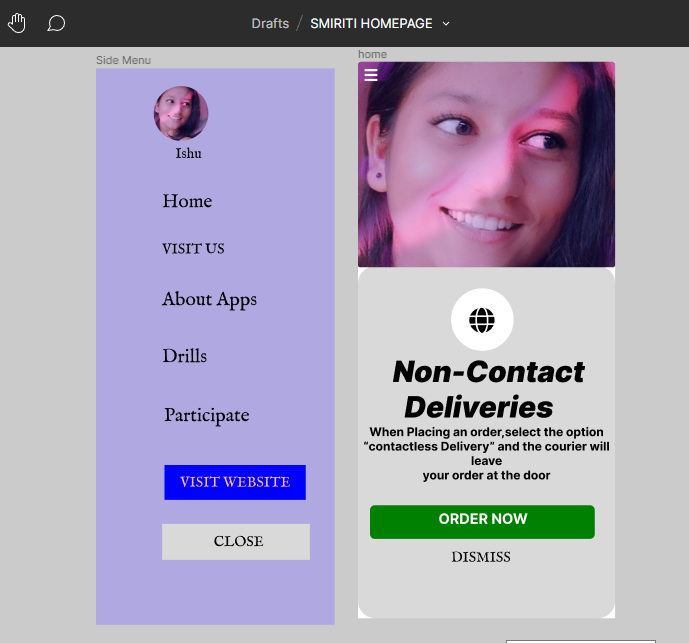 Drafts / SMIRITI HOMEPAGE
Side Menu
Ishu
Home
VISIT US
About Apps
Drills
Participate
VISIT WEBSITE
CLOSE
home
Non-Contact
Deliveries
When Placing an order,select the option
“contactless Delivery” and the courier will
leave
your order at the door
ORDER NOW
DISMISS